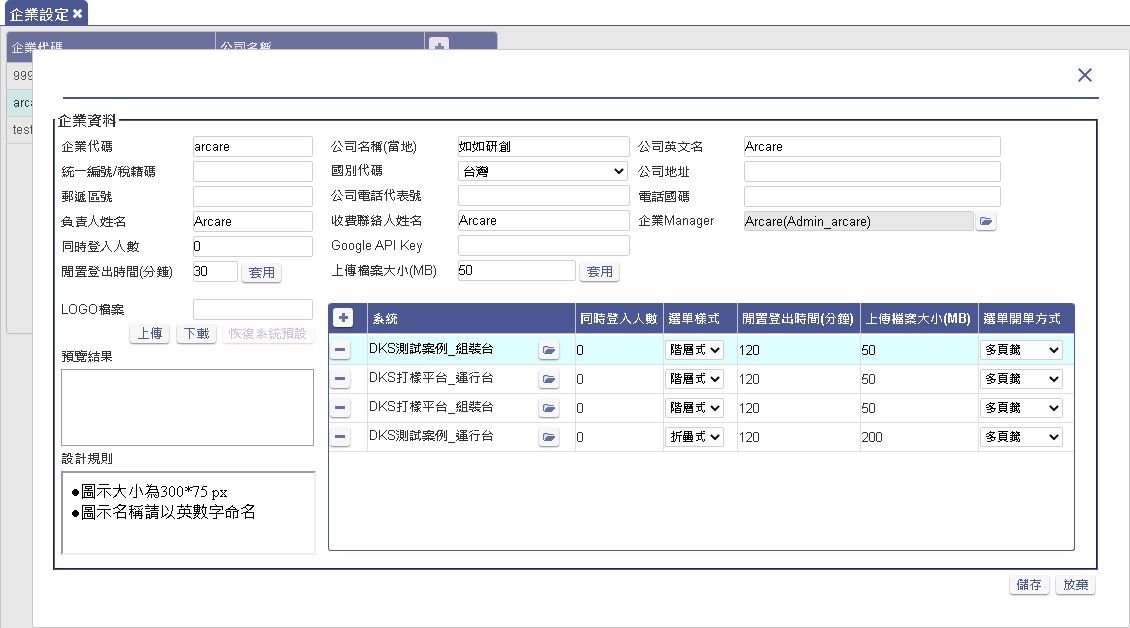 企業設定 ✖
企業代碼 公司名稱
999
arca
test
企業資料
企業代碼 arcare 公司名稱(當地) 如如研創 公司英文名 Arcare
統一編號/稅籍碼 國別代碼 台灣 公司地址
郵遞區號 公司電話代表號 電話國碼
負責人姓名 Arcare 收費聯絡人姓名 Arcare 企業Manager Arcare(Admin_arcare)
同時登入人數 0 Google API Key
閒置登出時間(分鐘) 30 套用 上傳檔案大小(MB) 50 套用
LOGO檔案
上傳 下載 恢復系統預設
預覽結果
設計規則
●圖示大小為300*75 px
●圖示名稱請以英數字命名
系統 同時登入人數 選單樣式 閒置登出時間(分鐘) 上傳檔案大小(MB) 選單開單方式
DKS測試案例_組裝台 0 階層式 120 50 多頁籤
DKS打樣平台_運行台 0 階層式 120 50 多頁籤
DKS打樣平台_組裝台 0 階層式 120 50 多頁籤
DKS測試案例_運行台 0 折疊式 120 200 多頁籤
儲存 放棄